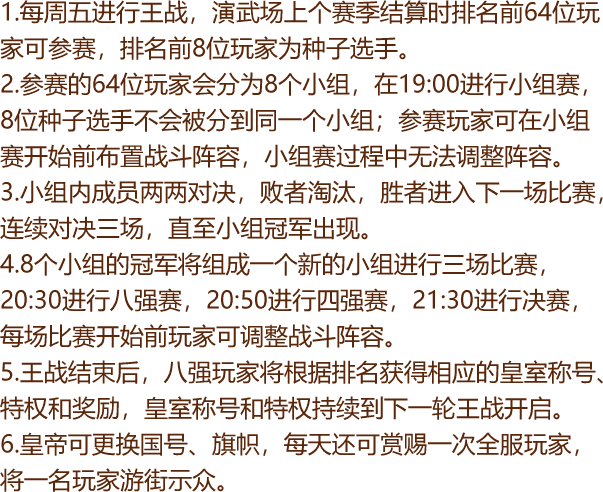 1.每周五进行王战，演武场上个赛季结算时排名前64位玩
家可参赛，排名前8位玩家为种子选手。
2.参赛的64位玩家会分为8个小组，在19:00进行小组赛，
8位种子选手不会被分到同一个小组；参赛玩家可在小组
赛开始前布置战斗阵容，小组赛过程中无法调整阵容。
3.小组内成员两两对决，败者淘汰，胜者进入下一场比赛，
连续对决三场，直至小组冠军出现。
4.8个小组的冠军将组成一个新的小组进行三场比赛，
20:30进行八强赛，20:50进行四强赛，21:30进行决赛，
每场比赛开始前玩家可调整战斗阵容。
5.王战结束后，八强玩家将根据排名获得相应的皇室称号、
特权和奖励，皇室称号和特权持续到下一轮王战开启。
6.皇帝可更换国号、旗帜，每天还可赏赐一次全服玩家，
将一名玩家游街示众。